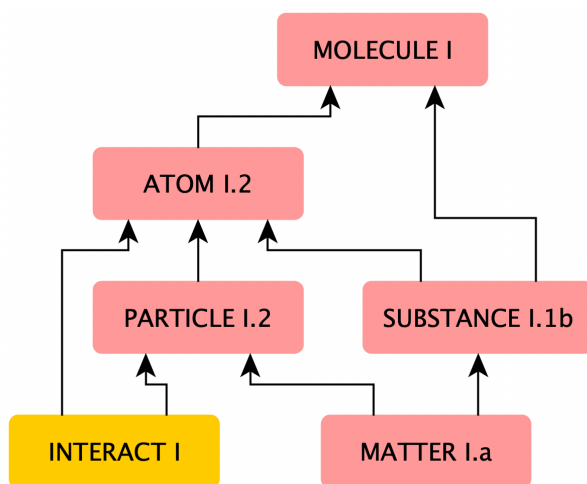 MOLECULE I
ATOM I.2
PARTICLE I.2
SUBSTANCE I.1b
INTERACT I
MATTER I.a